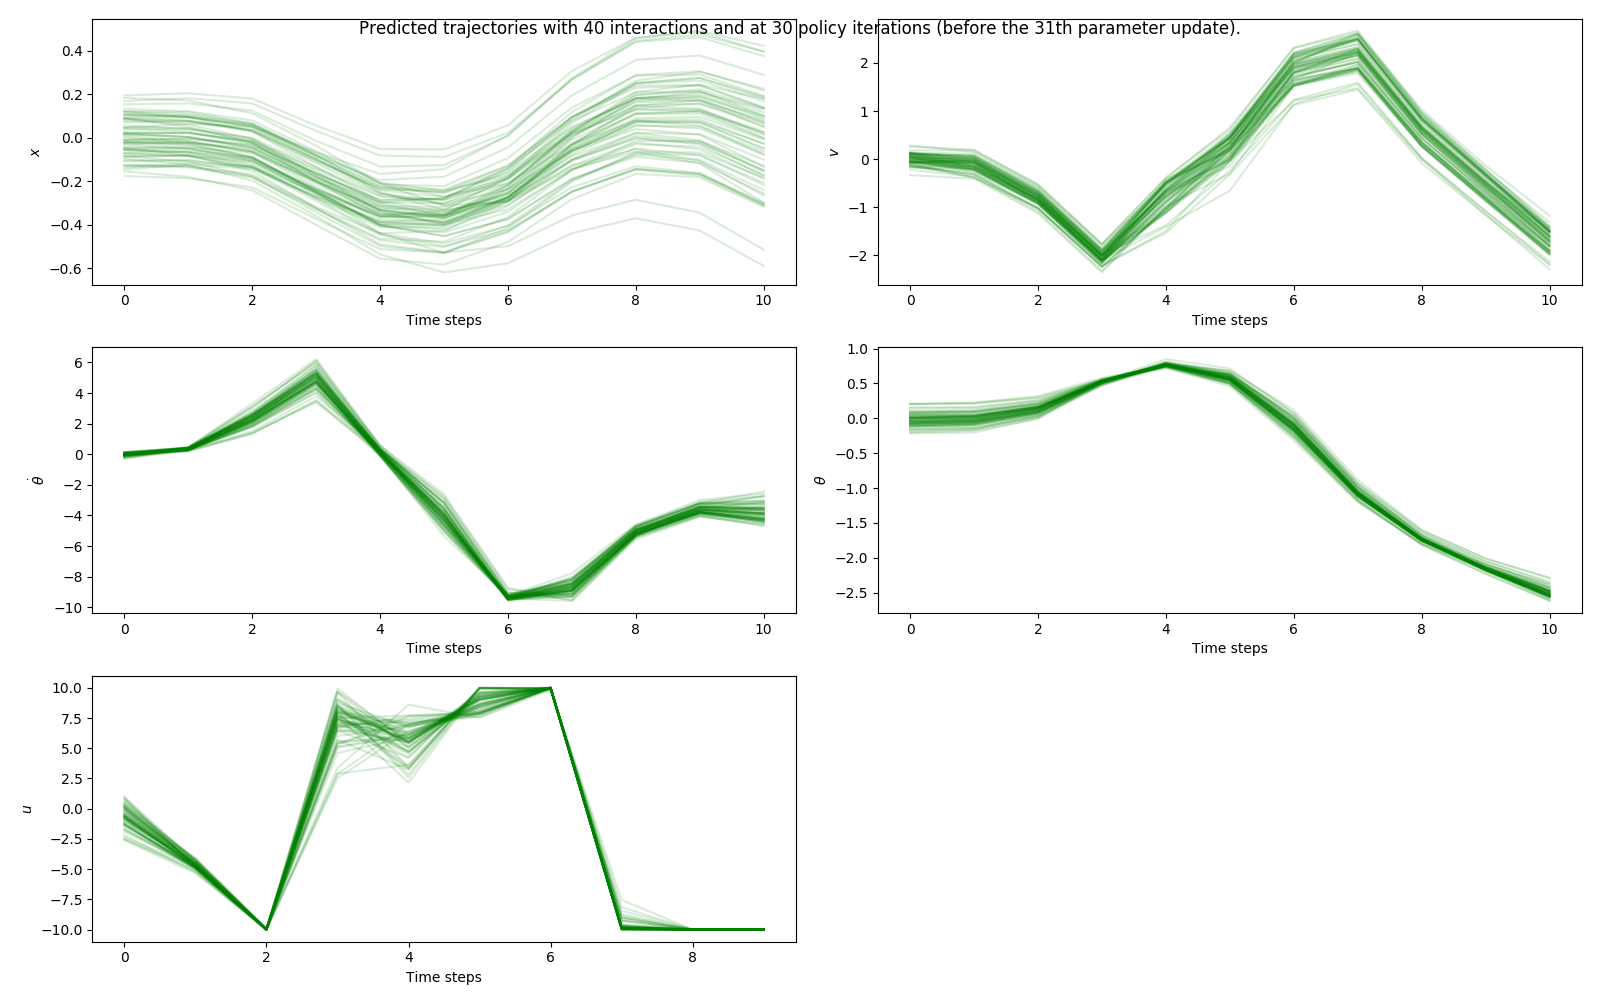 Predicted trajectories with 40 interactions and at 30 policy iterations (before the 31th parameter update).
0.4
0.2
0.0
−0.2
−0.4
−0.6
x
0 2 4 6 8 10
Time steps
2
1
0
−1
−2
v
0 2 4 6 8 10
Time steps
6
4
2
0
−2
−4
−6
−8
−10
θ̇
0 2 4 6 8 10
Time steps
1.0
0.5
0.0
−0.5
−1.0
−1.5
−2.0
−2.5
θ
0 2 4 6 8 10
Time steps
10.0
7.5
5.0
2.5
0.0
−2.5
−5.0
−7.5
−10.0
u
0 2 4 6 8
Time steps